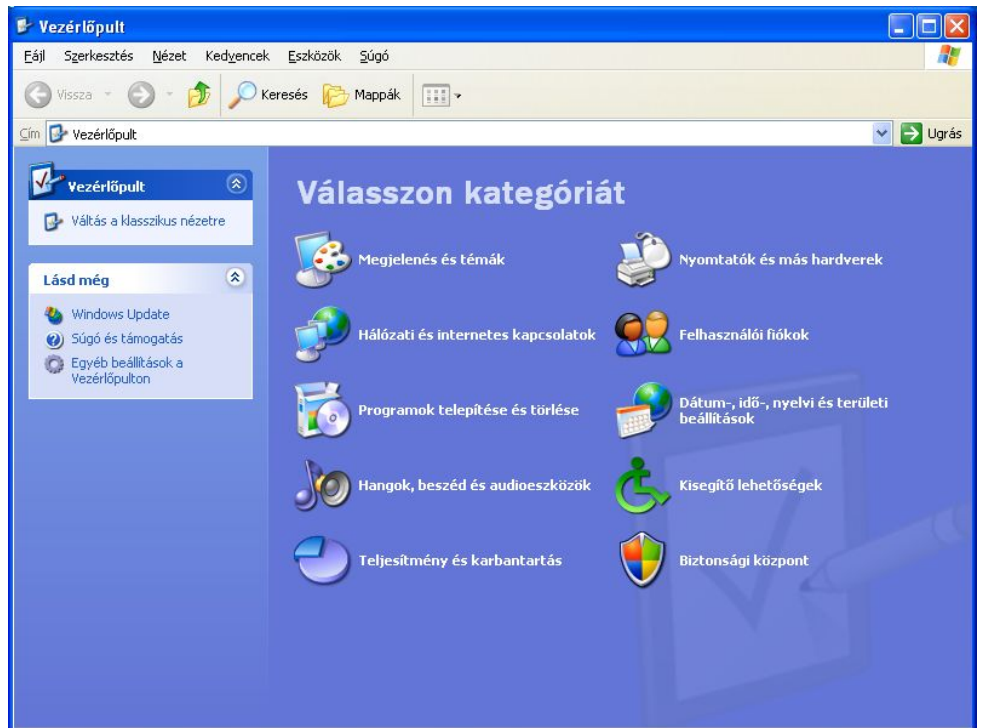 Vezérlőpult
Fájl Szerkesztés Nézet Kedvencek Eszközök Súgó
Vissza Keresés Mappák
Cím Vezérlőpult Ugrás
Vezérlőpult
Váltás a klasszikus nézetre
Lásd még
Windows Update
Súgó és támogatás
Egyéb beállítások a
Vezérlőpulton
Válasszon kategóriát
Megjelenés és témák
Nyomtatók és más hardverek
Hálózati és internetes kapcsolatok
Felhasználói fiókok
Programok telepítése és törlése
Dátum-, idő-, nyelvi és területi
beállítások
Hangok, beszéd és audioeszközök
Kisegítő lehetőségek
Teljesítmény és karbantartás
Biztonsági központ